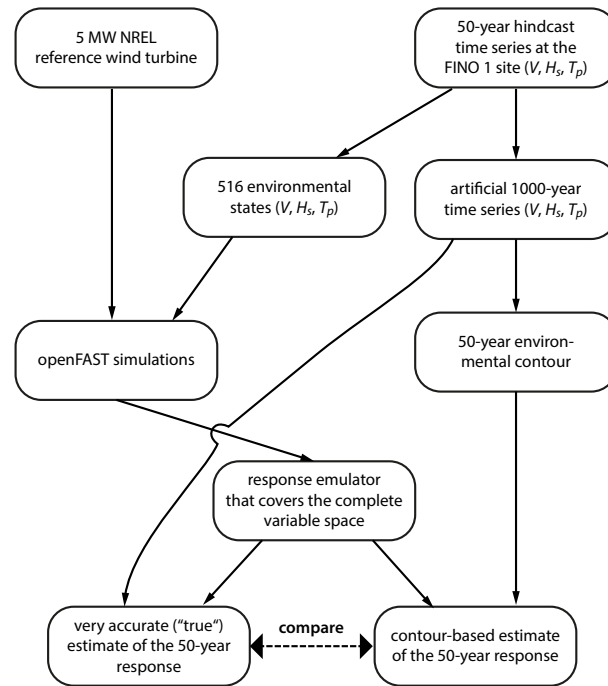 5 MW NREL
reference wind turbine
50-year hindcast
time series at the
FINO 1 site (V, Hs, Tp)
516 environmental
states (V, Hs, Tp)
artificial 1000-year
time series (V, Hs, Tp)
openFAST simulations
50-year environ-
mental contour
response emulator
that covers the complete
variable space
very accurate (“true“)
estimate of the 50-year
response
compare
contour-based estimate
of the 50-year response